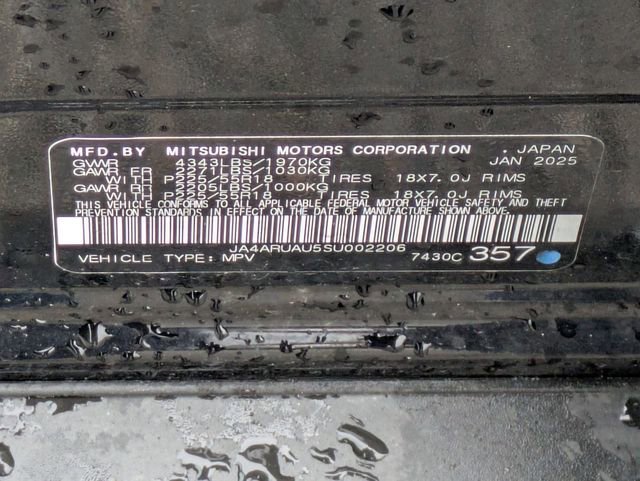 MFD. BY MITSUBISHI MOTORS CORPORATION . JAPAN
GVWR 4343LBS/1970KG JAN 2025
GAWR FR 2271LBS/1030KG
WITH P225/55R18 TIRES 18X7.0J RIMS
GAWR RR 2205LBS/1000KG
WITH P225/55R18 TIRES 18X7.0J RIMS
THIS VEHICLE CONFORMS TO ALL APPLICABLE FEDERAL MOTOR VEHICLE SAFETY AND THEFT
PREVENTION STANDARDS IN EFFECT ON THE DATE OF MANUFACTURE SHOWN ABOVE.
JA4ARUAU5SU002206
VEHICLE TYPE: MPV 7430C 357